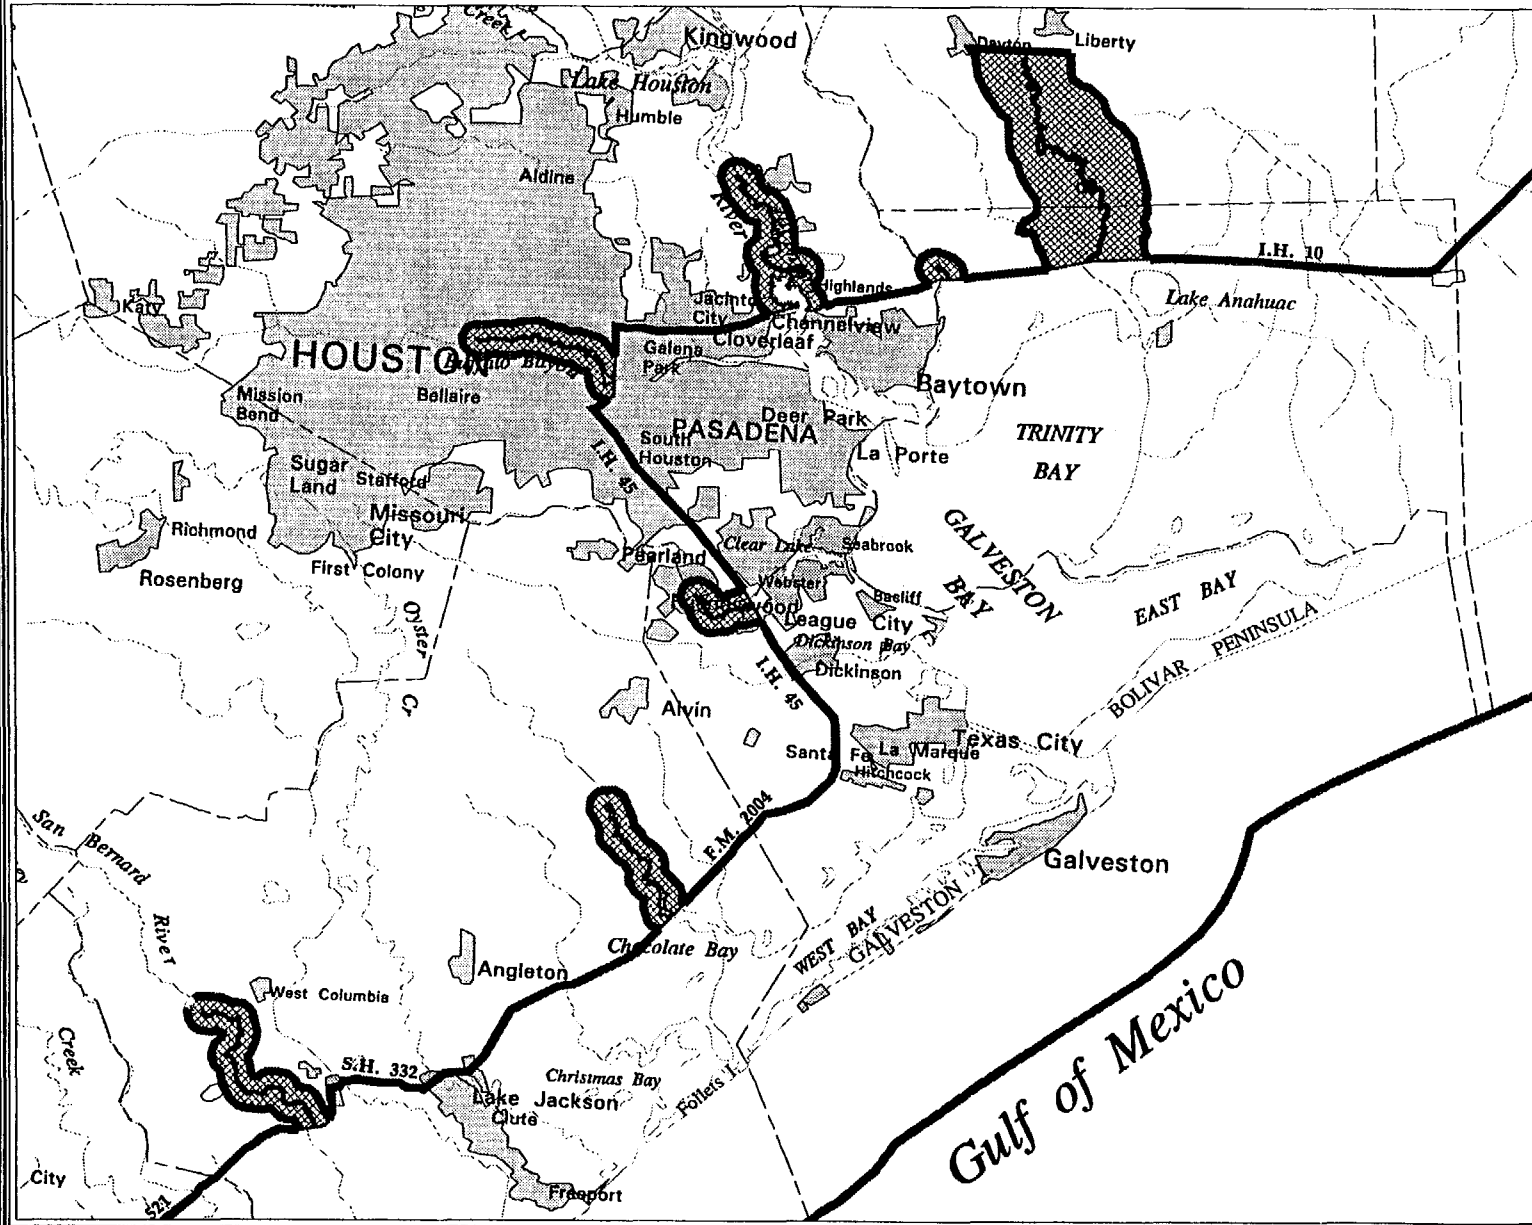 Creek
Kingwood
Dayton
Liberty
Lake Houston
Humble
Aldine
River
I.H. 10
Katy
Highlands
Lake Anahuac
Jacinto
City
Channelview
Cloverleaf
HOUSTON
Buffalo Bayou
Galena
Park
Baytown
Mission
Bend
Bellaire
Deer Park
PASADENA
South
Houston
La Porte
TRINITY
BAY
I.H. 45
Sugar
Land
Stafford
Missouri
City
Richmond
GALVESTON
BAY
Clear Lake
Seabrook
Pearland
First Colony
Rosenberg
Webster
Bacliff
EAST BAY
League City
Oyster
Cr
Dickinson Bay
Dickinson
BOLIVAR PENINSULA
I.H. 45
Alvin
Texas City
Santa Fe
La Marque
Hitchcock
San Bernard
River
F.M. 2004
Galveston
WEST BAY
GALVESTON
Chocolate Bay
Angleton
West Columbia
Gulf of Mexico
Creek
S.H. 332
Christmas Bay
Follets I.
Lake Jackson
Clute
City
Freeport
521